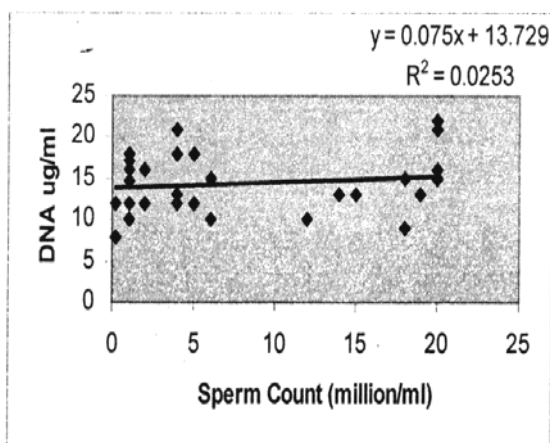 y = 0.075x + 13.729
R² = 0.0253
25
20
15
10
5
0
DNA ug/ml
0 5 10 15 20 25
Sperm Count (million/ml)